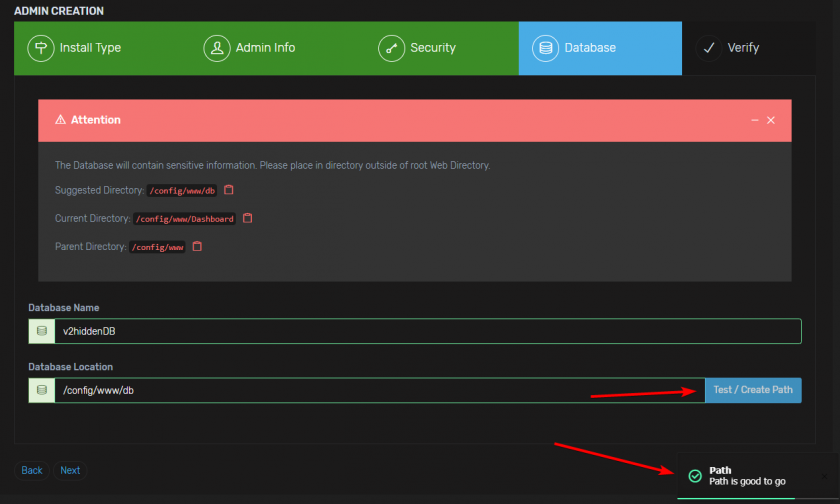 ADMIN CREATION
Install Type
Admin Info
Security
Database
Verify
Attention
The Database will contain sensitive information. Please place in directory outside of root Web Directory.
Suggested Directory: /config/www/db
Current Directory: /config/www/Dashboard
Parent Directory: /config/www
Database Name
v2hiddenDB
Database Location
/config/www/db
Test / Create Path
Back
Next
Path
Path is good to go